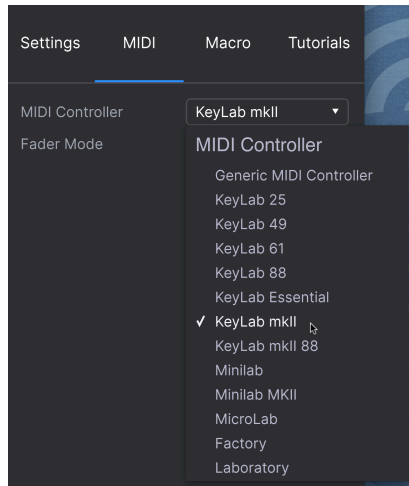 Settings MIDI Macro Tutorials
MIDI Controller KeyLab mkII
Fader Mode
MIDI Controller
Generic MIDI Controller
KeyLab 25
KeyLab 49
KeyLab 61
KeyLab 88
KeyLab Essential
✓ KeyLab mkII
KeyLab mkII 88
Minilab
Minilab MKII
MicroLab
Factory
Laboratory